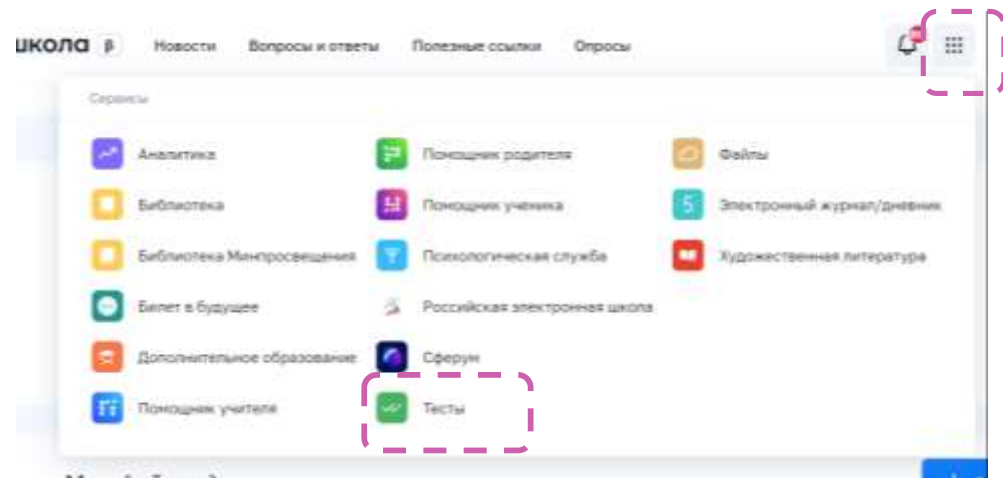 школа β Новости Вопросы и ответы Полезные ссылки Опросы
Сервисы
Аналитика
Библиотека
Библиотека Минпросвещения
Билет в будущее
Дополнительное образование
Помощник учителя
Помощник родителя
Помощник ученика
Психологическая служба
Российская электронная школа
Сферум
Тесты
Файлы
5 Электронный журнал/дневник
Художественная литература